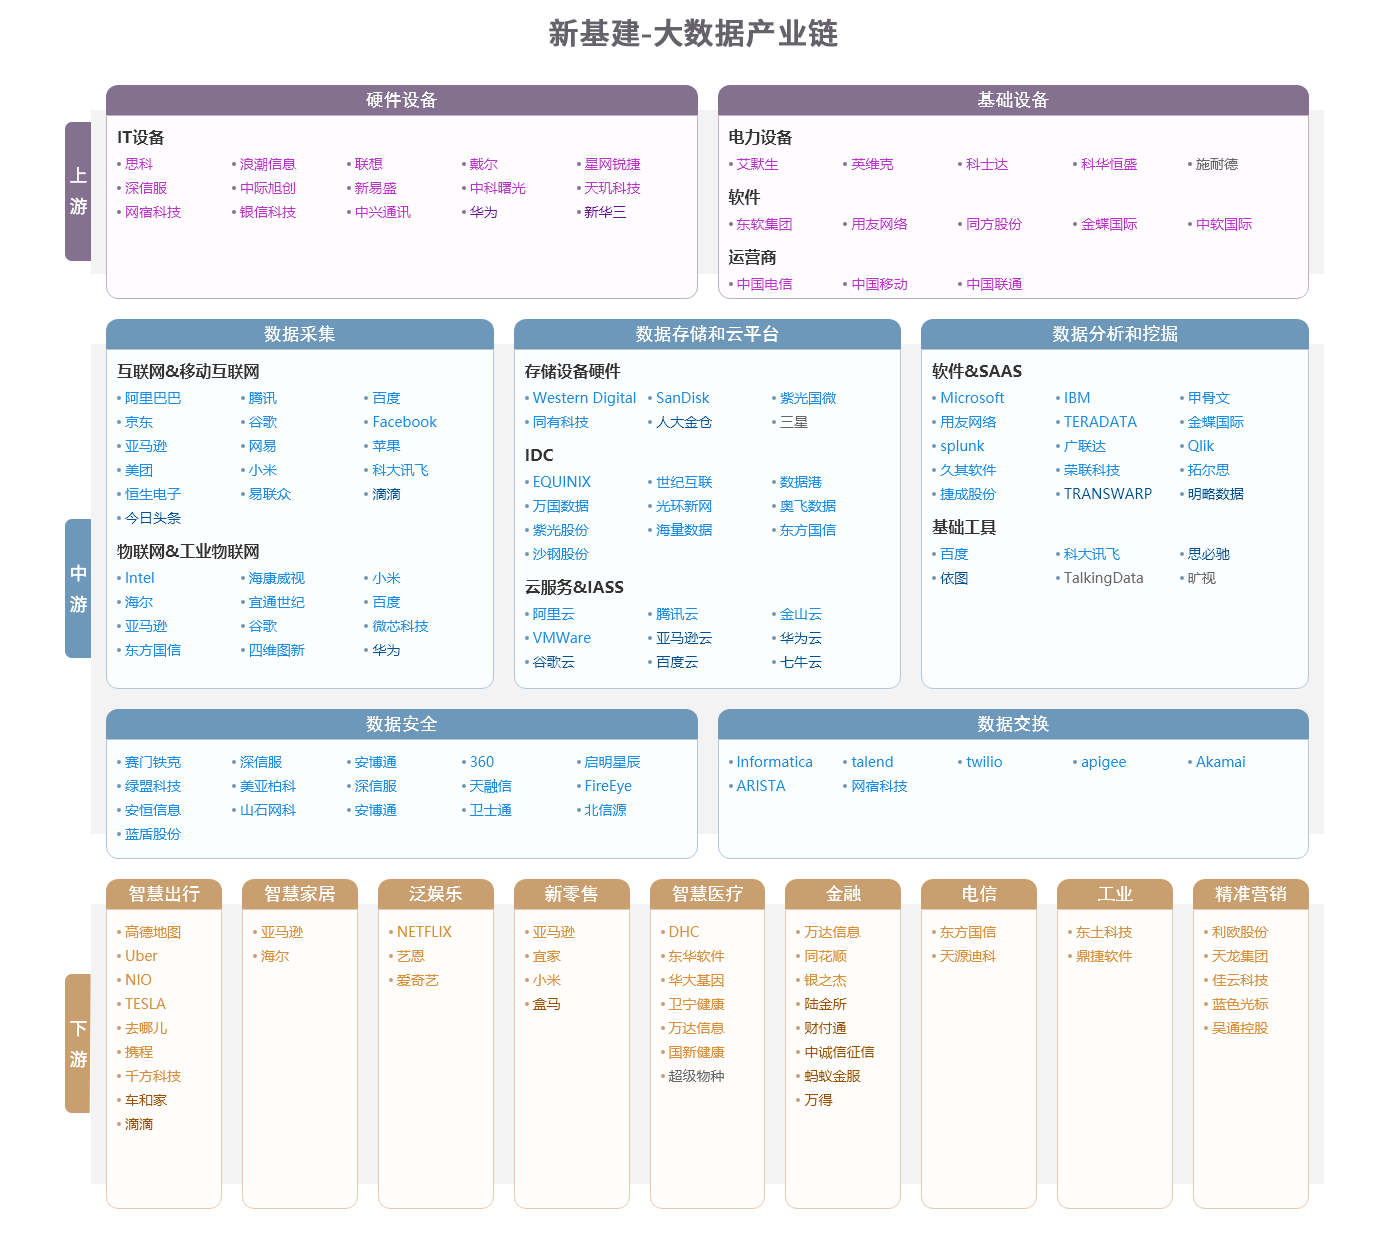 新基建-大数据产业链
上游
硬件设备
IT设备
思科 浪潮信息 联想 戴尔 星网锐捷
深信服 中际旭创 新易盛 中科曙光 天玑科技
网宿科技 银信科技 中兴通讯 华为 新华三
基础设备
电力设备
艾默生 英维克 科士达 科华恒盛 施耐德
软件
东软集团 用友网络 同方股份 金蝶国际 中软国际
运营商
中国电信 中国移动 中国联通
中游
数据采集
互联网&移动互联网
阿里巴巴 腾讯 百度
京东 谷歌 Facebook
亚马逊 网易 苹果
美团 小米 科大讯飞
恒生电子 易联众 滴滴
今日头条
物联网&工业物联网
Intel 海康威视 小米
海尔 宜通世纪 百度
亚马逊 谷歌 微芯科技
东方国信 四维图新 华为
数据存储和云平台
存储设备硬件
Western Digital SanDisk 紫光国微
同有科技 人大金仓 三星
IDC
EQUINIX 世纪互联 数据港
万国数据 光环新网 奥飞数据
紫光股份 海量数据 东方国信
沙钢股份
云服务&IASS
阿里云 腾讯云 金山云
VMWare 亚马逊云 华为云
谷歌云 百度云 七牛云
数据分析和挖掘
软件&SAAS
Microsoft IBM 甲骨文
用友网络 TERADATA 金蝶国际
splunk 广联达 Qlik
久其软件 荣联科技 拓尔思
捷成股份 TRANSWARP 明略数据
基础工具
百度 科大讯飞 思必驰
依图 TalkingData 旷视
数据安全
赛门铁克 深信服 安博通 360 启明星辰
绿盟科技 美亚柏科 深信服 天融信 FireEye
安恒信息 山石网科 安博通 卫士通 北信源
蓝盾股份
数据交换
Informatica talend twilio apigee Akamai
ARISTA 网宿科技
下游
智慧出行
高德地图
Uber
NIO
TESLA
去哪儿
携程
千方科技
车和家
滴滴
智慧家居
亚马逊
海尔
泛娱乐
NETFLIX
艺恩
爱奇艺
新零售
亚马逊
宜家
小米
盒马
智慧医疗
DHC
东华软件
华大基因
卫宁健康
万达信息
国新健康
超级物种
金融
万达信息
同花顺
银之杰
陆金所
财付通
中诚信征信
蚂蚁金服
万得
电信
东方国信
天源迪科
工业
东土科技
鼎捷软件
精准营销
利欧股份
天龙集团
佳云科技
蓝色光标
吴通控股